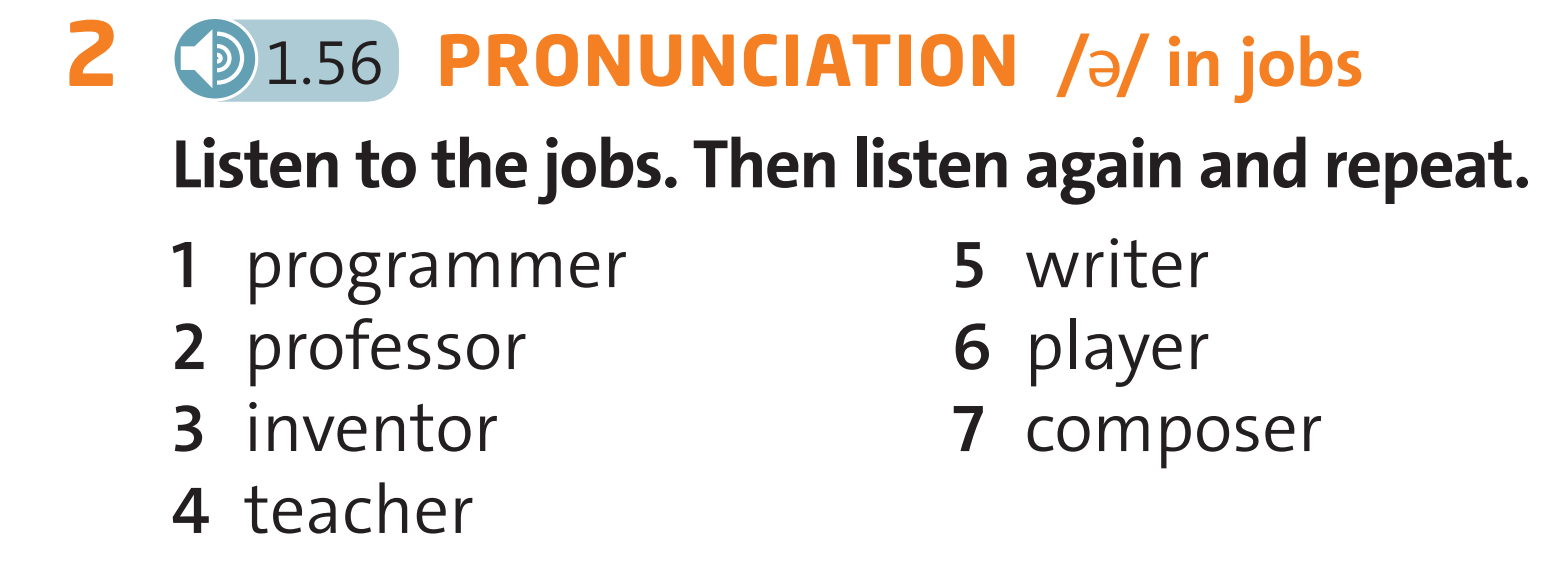 2 1.56 PRONUNCIATION /ə/ in jobs
Listen to the jobs. Then listen again and repeat.
1 programmer
2 professor
3 inventor
4 teacher
5 writer
6 player
7 composer